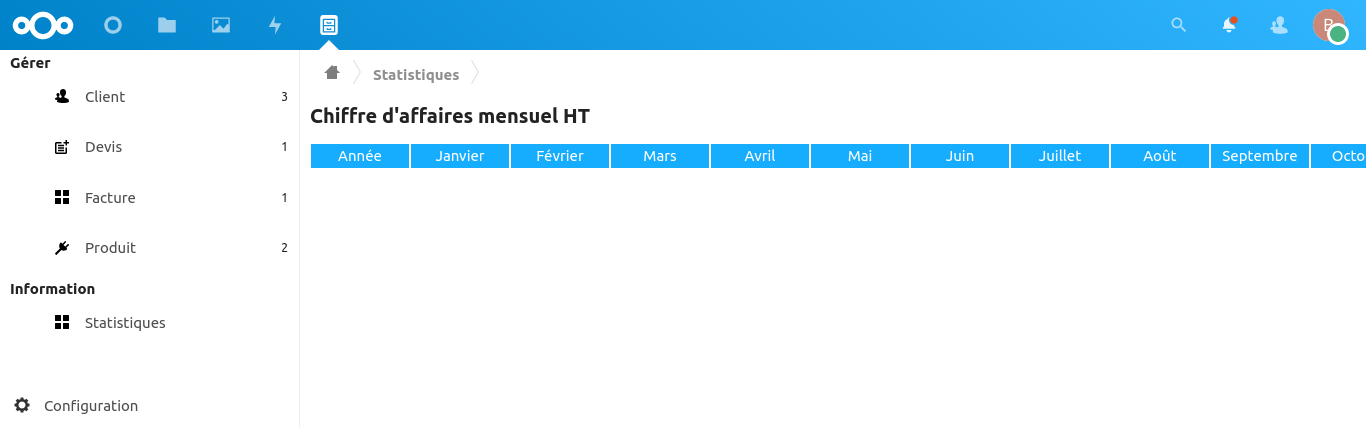 B
Gérer
Client 3
Devis 1
Facture 1
Produit 2
Information
Statistiques
Configuration
Statistiques
Chiffre d'affaires mensuel HT
Année Janvier Février Mars Avril Mai Juin Juillet Août Septembre Octo